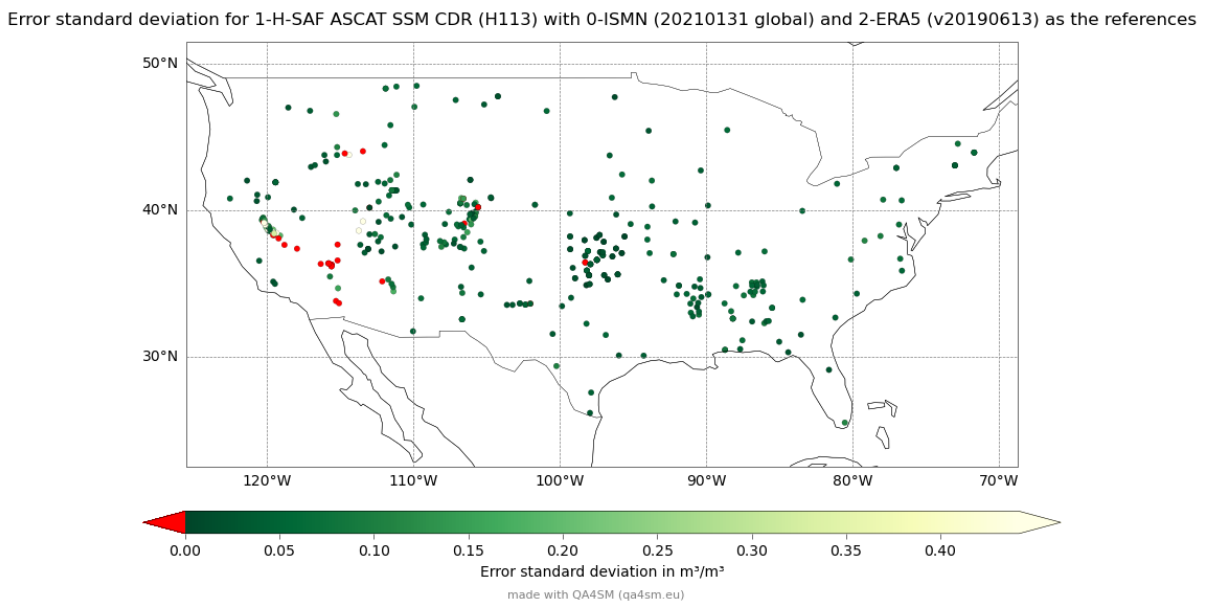 Error standard deviation for 1-H-SAF ASCAT SSM CDR (H113) with 0-ISMN (20210131 global) and 2-ERA5 (v20190613) as the references
50°N
40°N
30°N
120°W 110°W 100°W 90°W 80°W 70°W
0.00 0.05 0.10 0.15 0.20 0.25 0.30 0.35 0.40
Error standard deviation in m³/m³
made with QA4SM (qa4sm.eu)